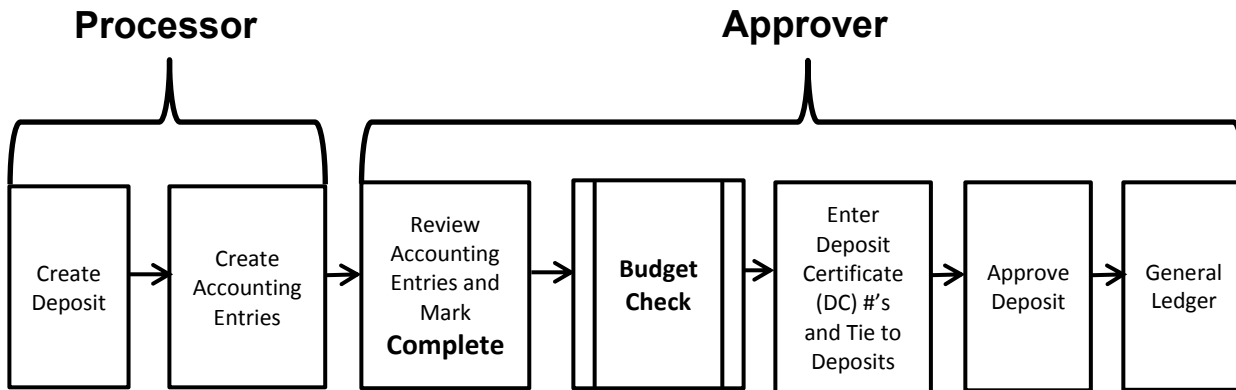 Processor
Approver
Create
Deposit
Create
Accounting
Entries
Review
Accounting
Entries and
Mark
Complete
Budget
Check
Enter
Deposit
Certificate
(DC) #’s
and Tie to
Deposits
Approve
Deposit
General
Ledger